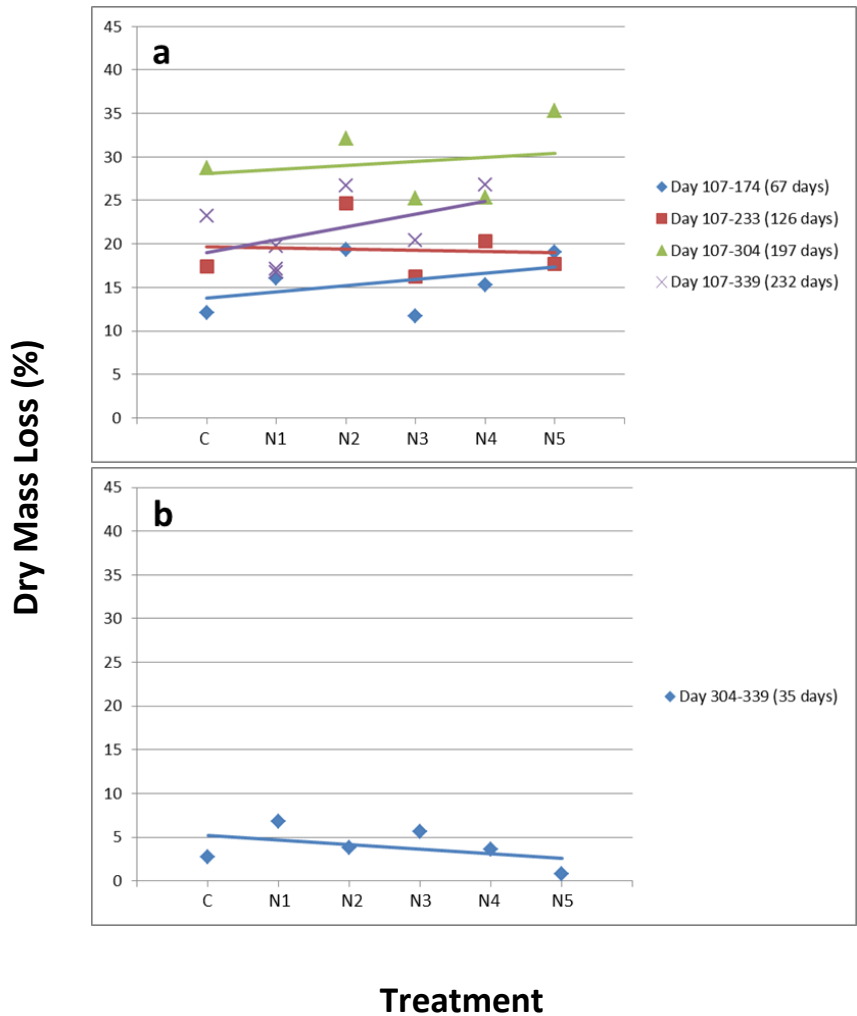 Dry Mass Loss (%)
a
45
40
35
30
25
20
15
10
5
0
C N1 N2 N3 N4 N5
Day 107-174 (67 days)
Day 107-233 (126 days)
Day 107-304 (197 days)
Day 107-339 (232 days)
b
45
40
35
30
25
20
15
10
5
0
C N1 N2 N3 N4 N5
Day 304-339 (35 days)
Treatment